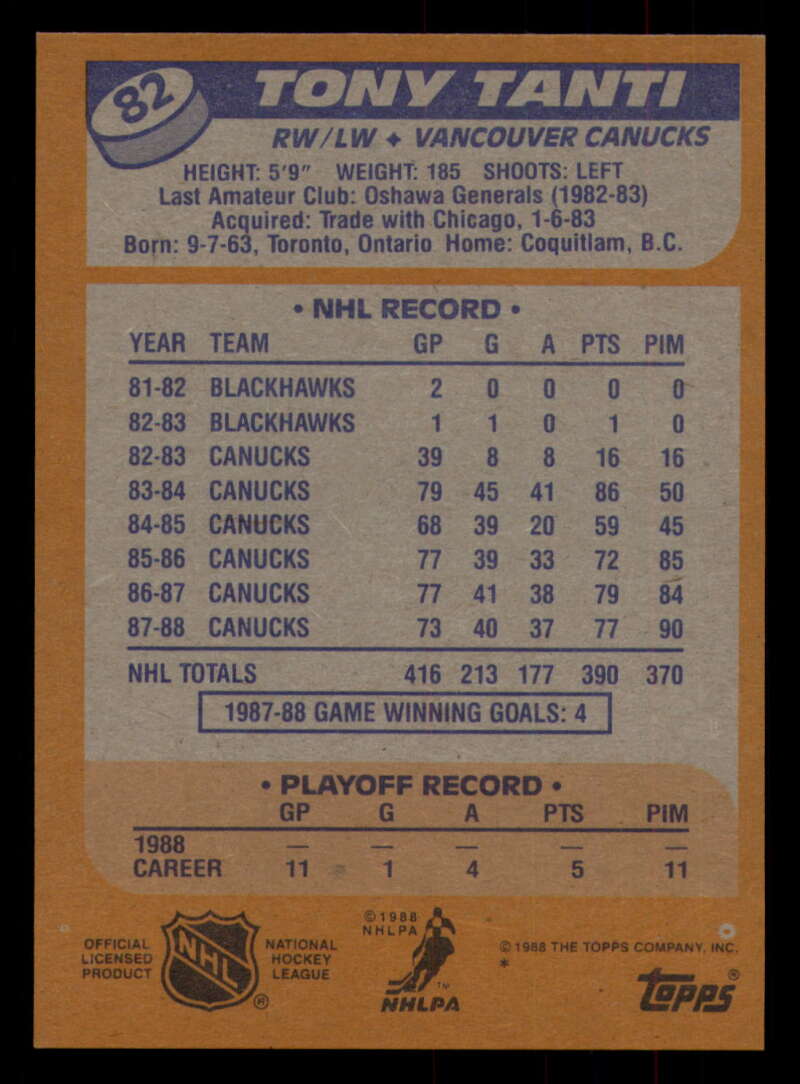 82
TONY TANTI
RW/LW ♦ VANCOUVER CANUCKS
HEIGHT: 5'9" WEIGHT: 185 SHOOTS: LEFT
Last Amateur Club: Oshawa Generals (1982-83)
Acquired: Trade with Chicago, 1-6-83
Born: 9-7-63, Toronto, Ontario Home: Coquitlam, B.C.
• NHL RECORD •
YEAR TEAM GP G A PTS PIM
81-82 BLACKHAWKS 2 0 0 0 0
82-83 BLACKHAWKS 1 1 0 1 0
82-83 CANUCKS 39 8 8 16 16
83-84 CANUCKS 79 45 41 86 50
84-85 CANUCKS 68 39 20 59 45
85-86 CANUCKS 77 39 33 72 85
86-87 CANUCKS 77 41 38 79 84
87-88 CANUCKS 73 40 37 77 90
NHL TOTALS 416 213 177 390 370
1987-88 GAME WINNING GOALS: 4
• PLAYOFF RECORD •
GP G A PTS PIM
1988 — — — — —
CAREER 11 1 4 5 11
OFFICIAL
LICENSED
PRODUCT
NHL
®
NATIONAL
HOCKEY
LEAGUE
©1988
NHLPA
TM
NHLPA
© 1988 THE TOPPS COMPANY, INC.
*
Topps®